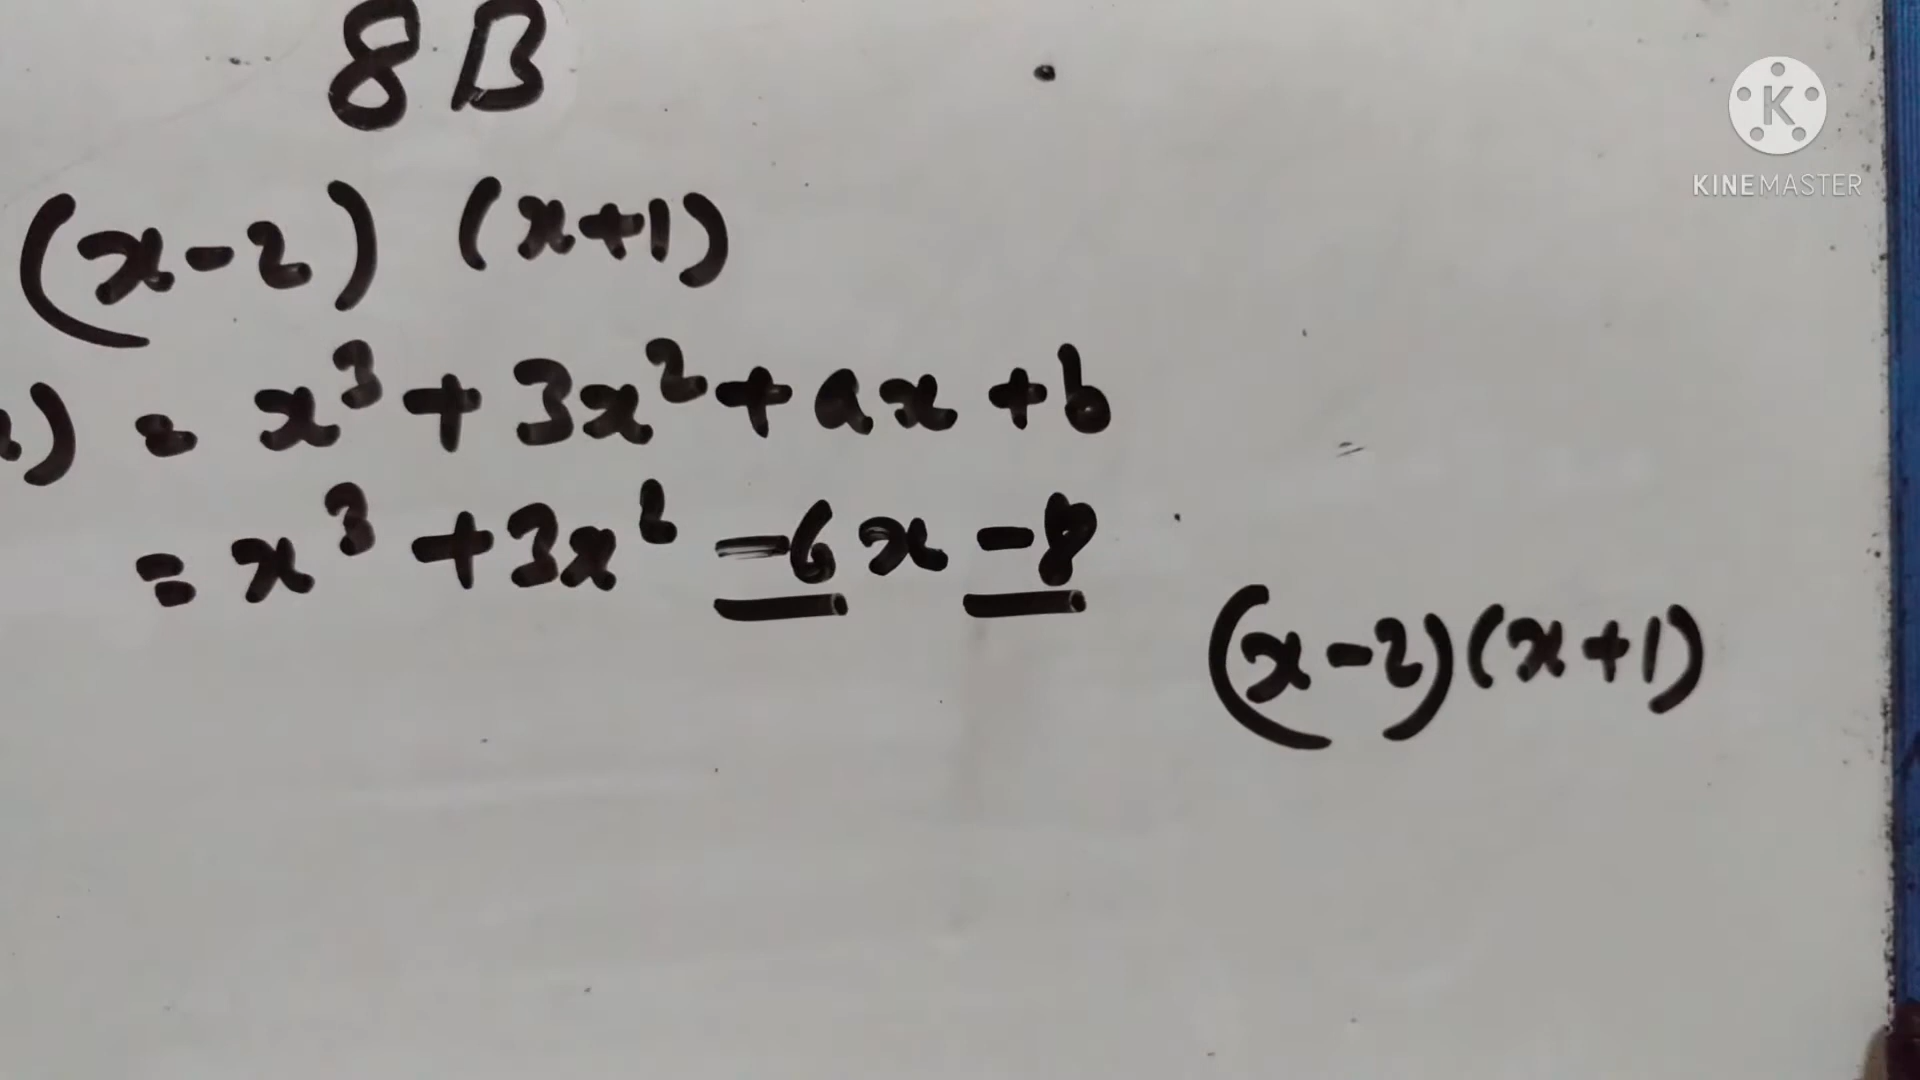 8B
K
KINEMASTER
(x-2) (x+1)
) = x³ + 3x² + ax + b
= x³ + 3x² - 6x - 8
(x-2)(x+1)